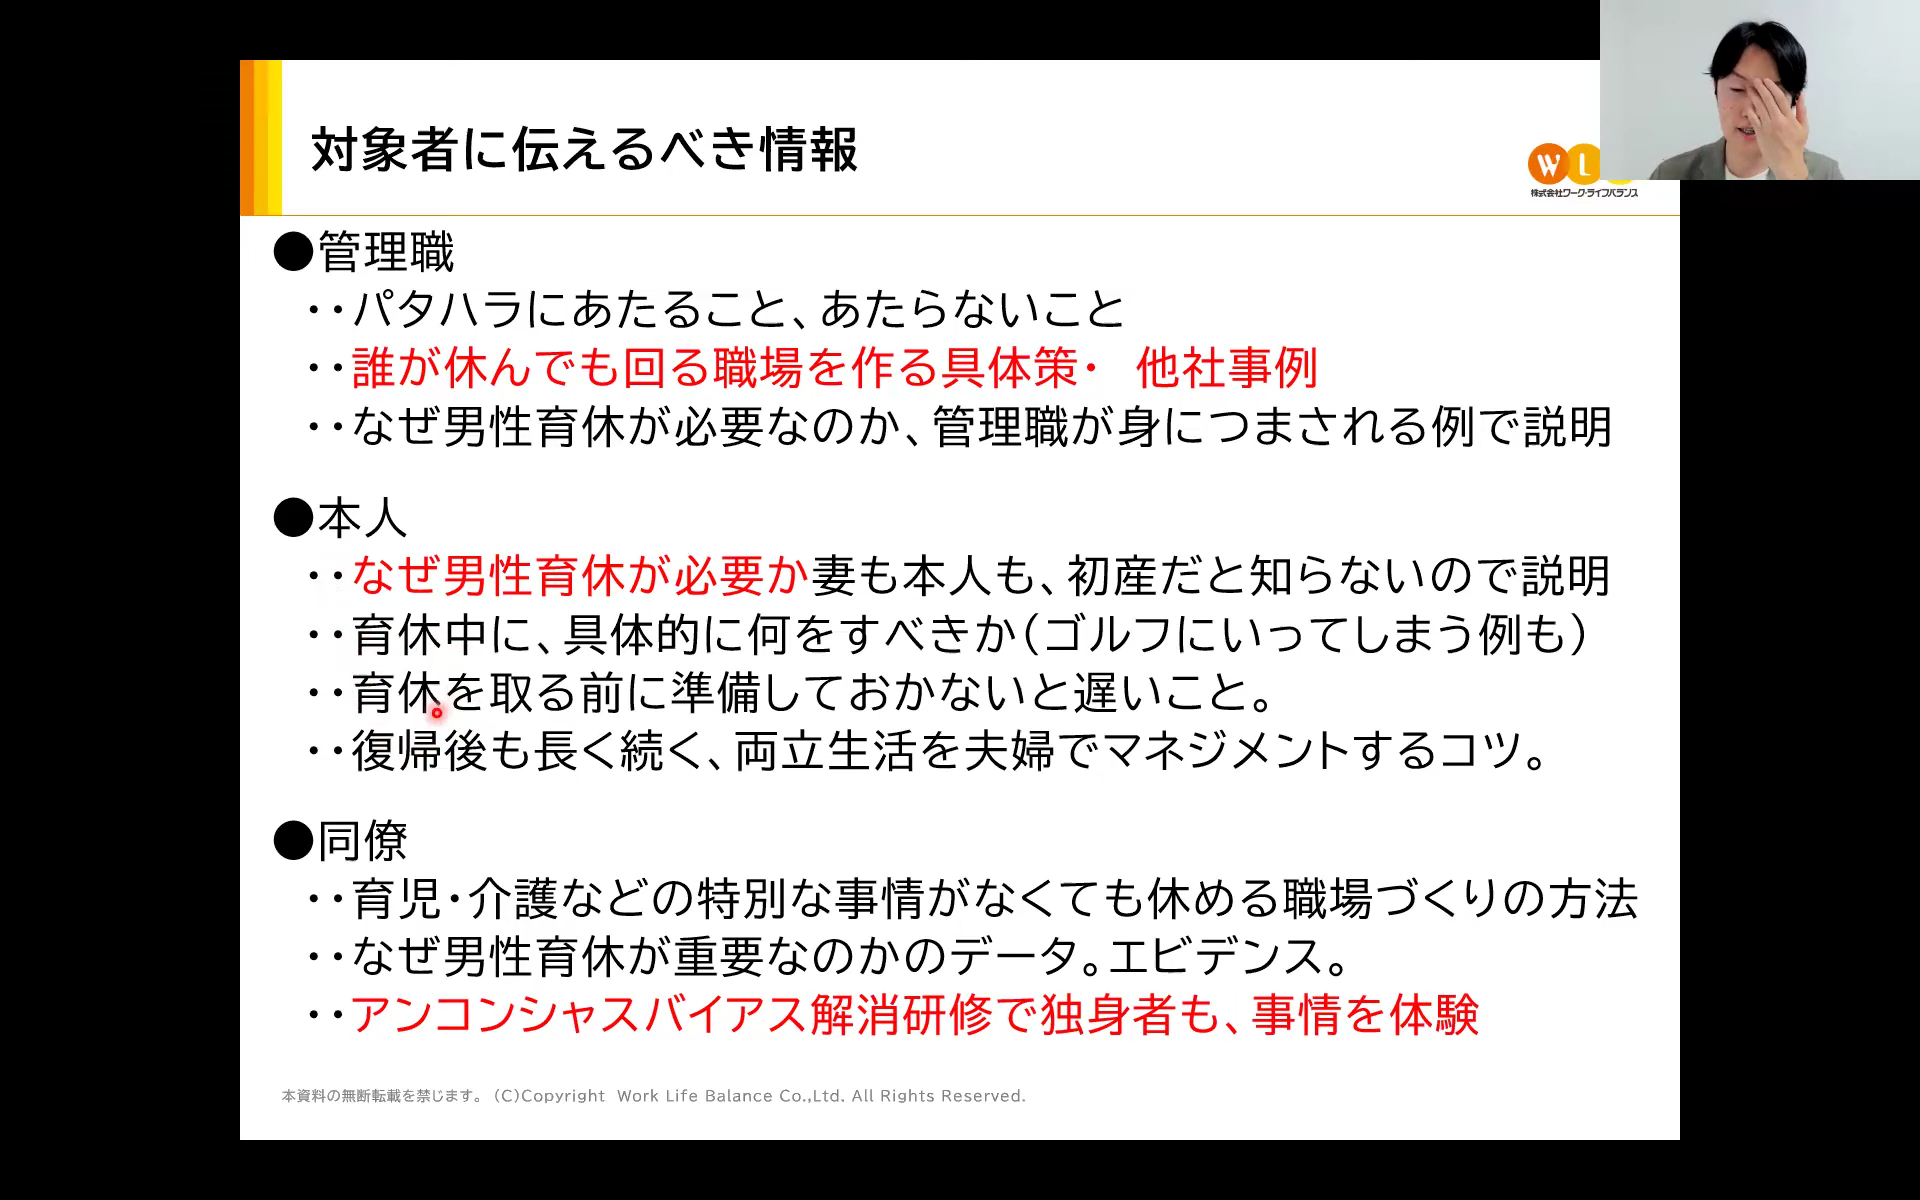 対象者に伝えるべき情報
WL
株式会社ワーク・ライフバランス
●管理職
・・パタハラにあたること、あたらないこと
・・誰が休んでも回る職場を作る具体策・　他社事例
・・なぜ男性育休が必要なのか、管理職が身につまされる例で説明
●本人
・・なぜ男性育休が必要か妻も本人も、初産だと知らないので説明
・・育休中に、具体的に何をすべきか(ゴルフにいってしまう例も)
・・育休を取る前に準備しておかないと遅いこと。
・・復帰後も長く続く、両立生活を夫婦でマネジメントするコツ。
●同僚
・・育児・介護などの特別な事情がなくても休める職場づくりの方法
・・なぜ男性育休が重要なのかのデータ。エビデンス。
・・アンコンシャスバイアス解消研修で独身者も、事情を体験
本資料の無断転載を禁じます。 (C)Copyright Work Life Balance Co.,Ltd. All Rights Reserved.